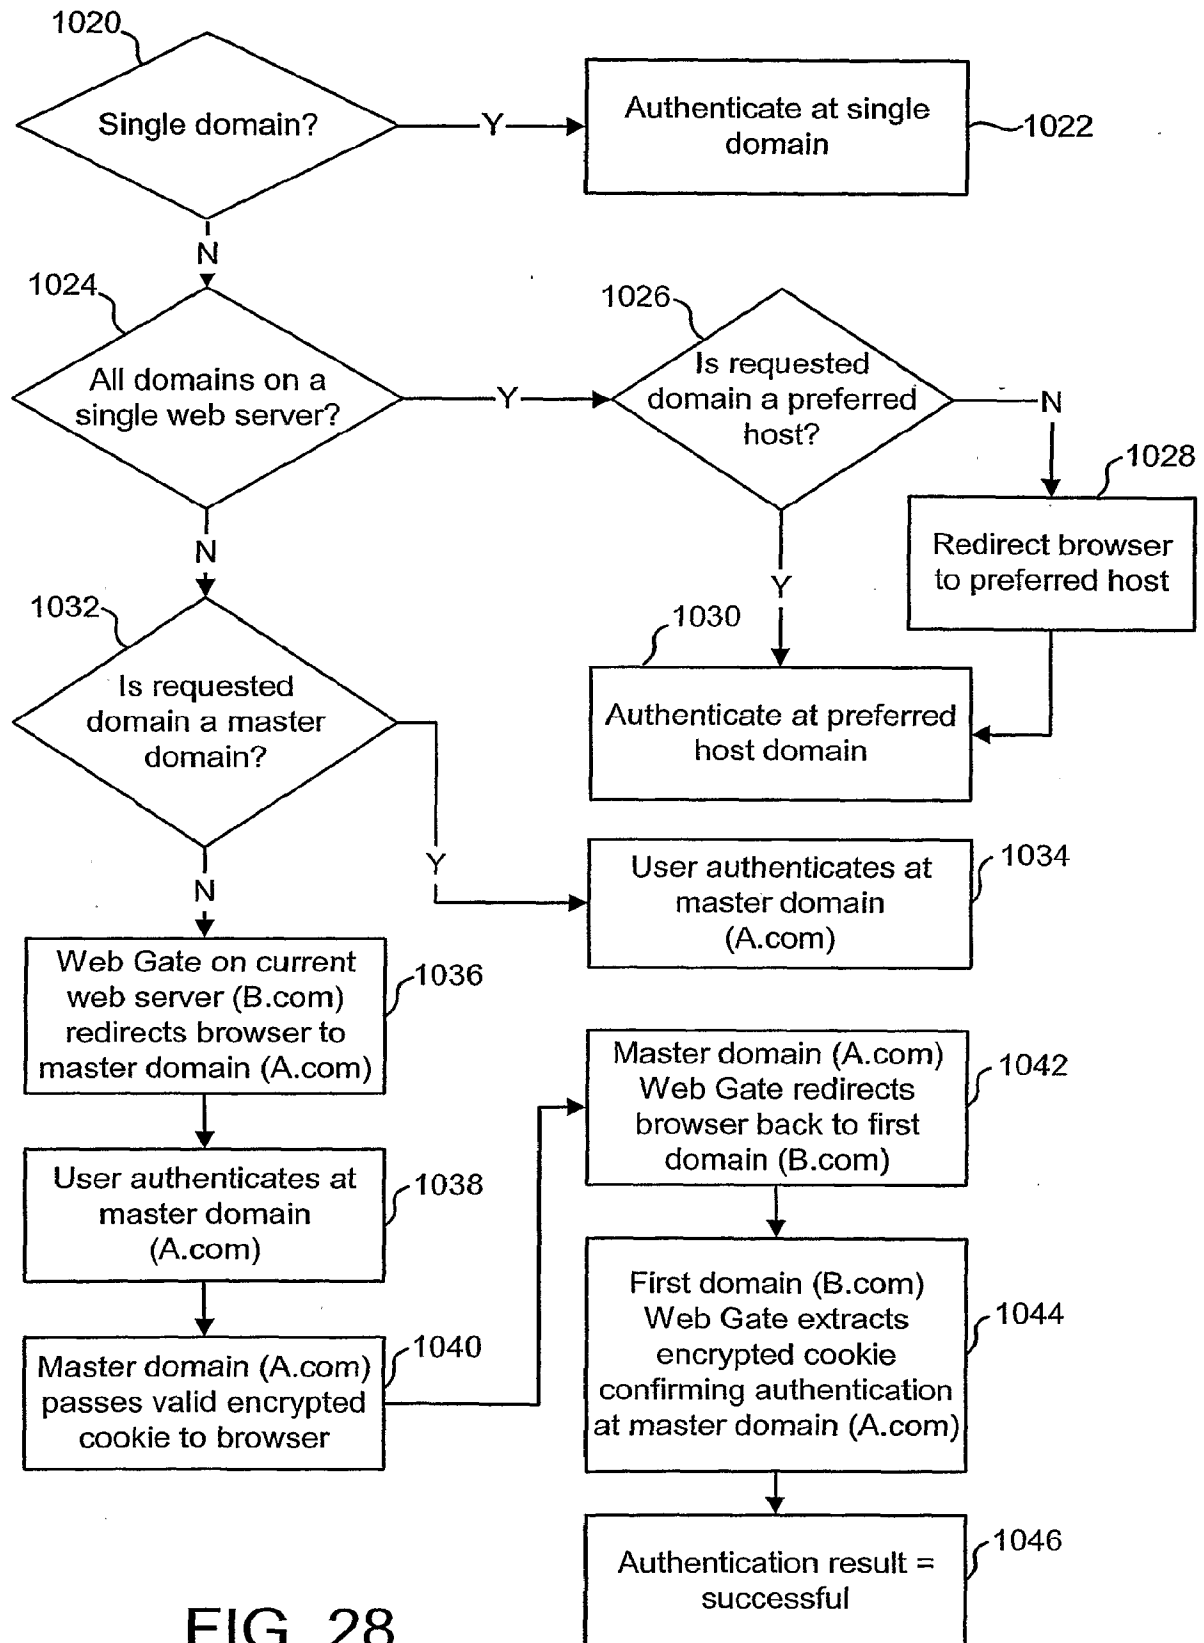 1020
Single domain?
Y
Authenticate at single
domain
1022
N
1024
All domains on a
single web server?
Y
1026
Is requested
domain a preferred
host?
N
1028
Redirect browser
to preferred host
Y
1030
Authenticate at preferred
host domain
N
1032
Is requested
domain a master
domain?
Y
1034
User authenticates at
master domain
(A.com)
N
Web Gate on current
web server (B.com)
redirects browser to
master domain (A.com)
1036
User authenticates at
master domain
(A.com)
1038
Master domain (A.com)
passes valid encrypted
cookie to browser
1040
Master domain (A.com)
Web Gate redirects
browser back to first
domain (B.com)
1042
First domain (B.com)
Web Gate extracts
encrypted cookie
confirming authentication
at master domain (A.com)
1044
Authentication result =
successful
1046
FIG. 28